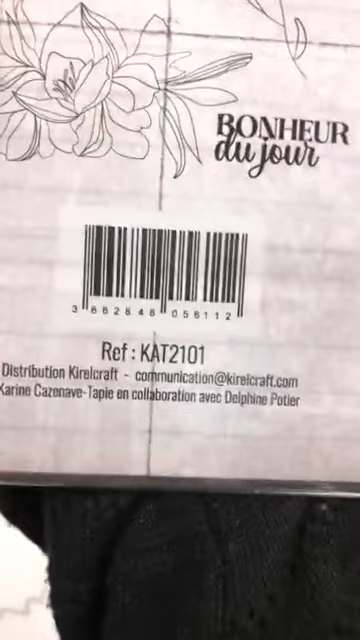 BONHEUR
du jour
3 662846 056112
Ref : KAT2101
Distribution Kirelcraft - communication@kirelcraft.com
Karine Cazenave-Tapie en collaboration avec Delphine Potier